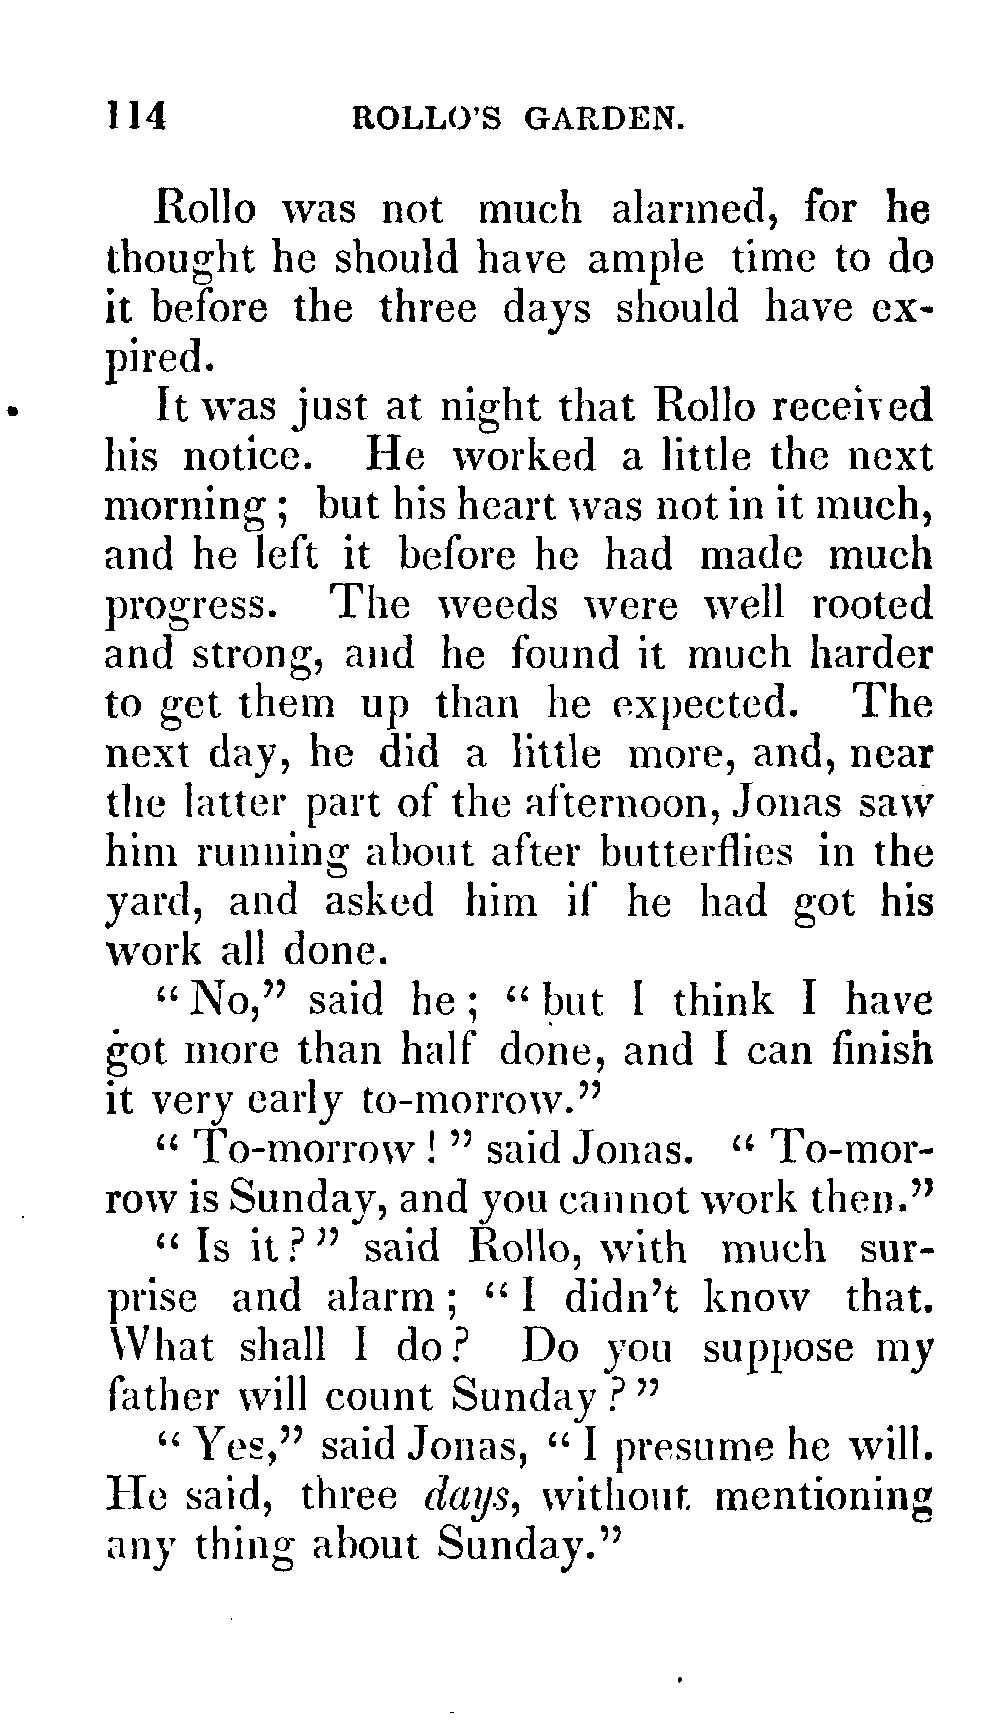 114 ROLLO'S GARDEN.
Rollo was not much alarmed, for he
thought he should have ample time to do
it before the three days should have ex-
pired.
It was just at night that Rollo received
his notice. He worked a little the next
morning; but his heart was not in it much,
and he left it before he had made much
progress. The weeds were well rooted
and strong, and he found it much harder
to get them up than he expected. The
next day, he did a little more, and, near
the latter part of the afternoon, Jonas saw
him running about after butterflies in the
yard, and asked him if he had got his
work all done.
"No," said he; "but I think I have
got more than half done, and I can finish
it very early to-morrow."
"To-morrow!" said Jonas. "To-mor-
row is Sunday, and you cannot work then."
"Is it?" said Rollo, with much sur-
prise and alarm; "I didn't know that.
What shall I do? Do you suppose my
father will count Sunday?"
"Yes," said Jonas, "I presume he will.
He said, three days, without mentioning
any thing about Sunday."